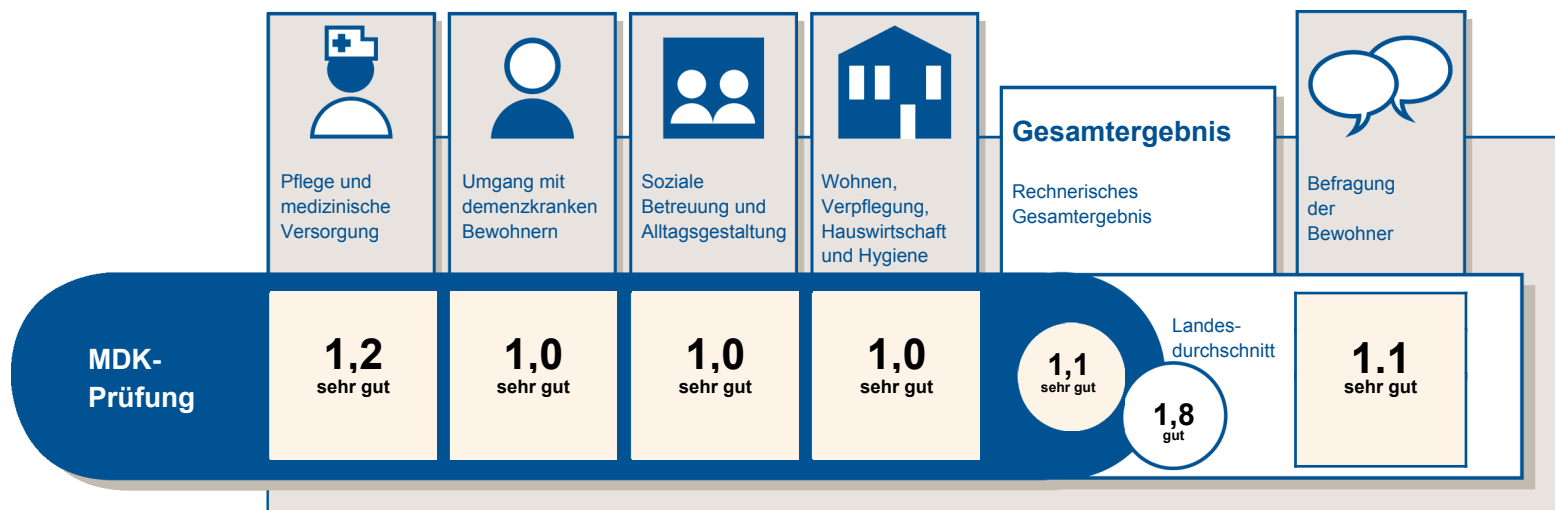 Pflege und
medizinische
Versorgung
Umgang mit
demenzkranken
Bewohnern
Soziale
Betreuung und
Alltagsgestaltung
Wohnen,
Verpflegung,
Hauswirtschaft
und Hygiene
Gesamtergebnis
Rechnerisches
Gesamtergebnis
Befragung
der
Bewohner
MDK-
Prüfung
1,2
sehr gut
1,0
sehr gut
1,0
sehr gut
1,0
sehr gut
1,1
sehr gut
Landes-
durchschnitt
1,8
gut
1.1
sehr gut